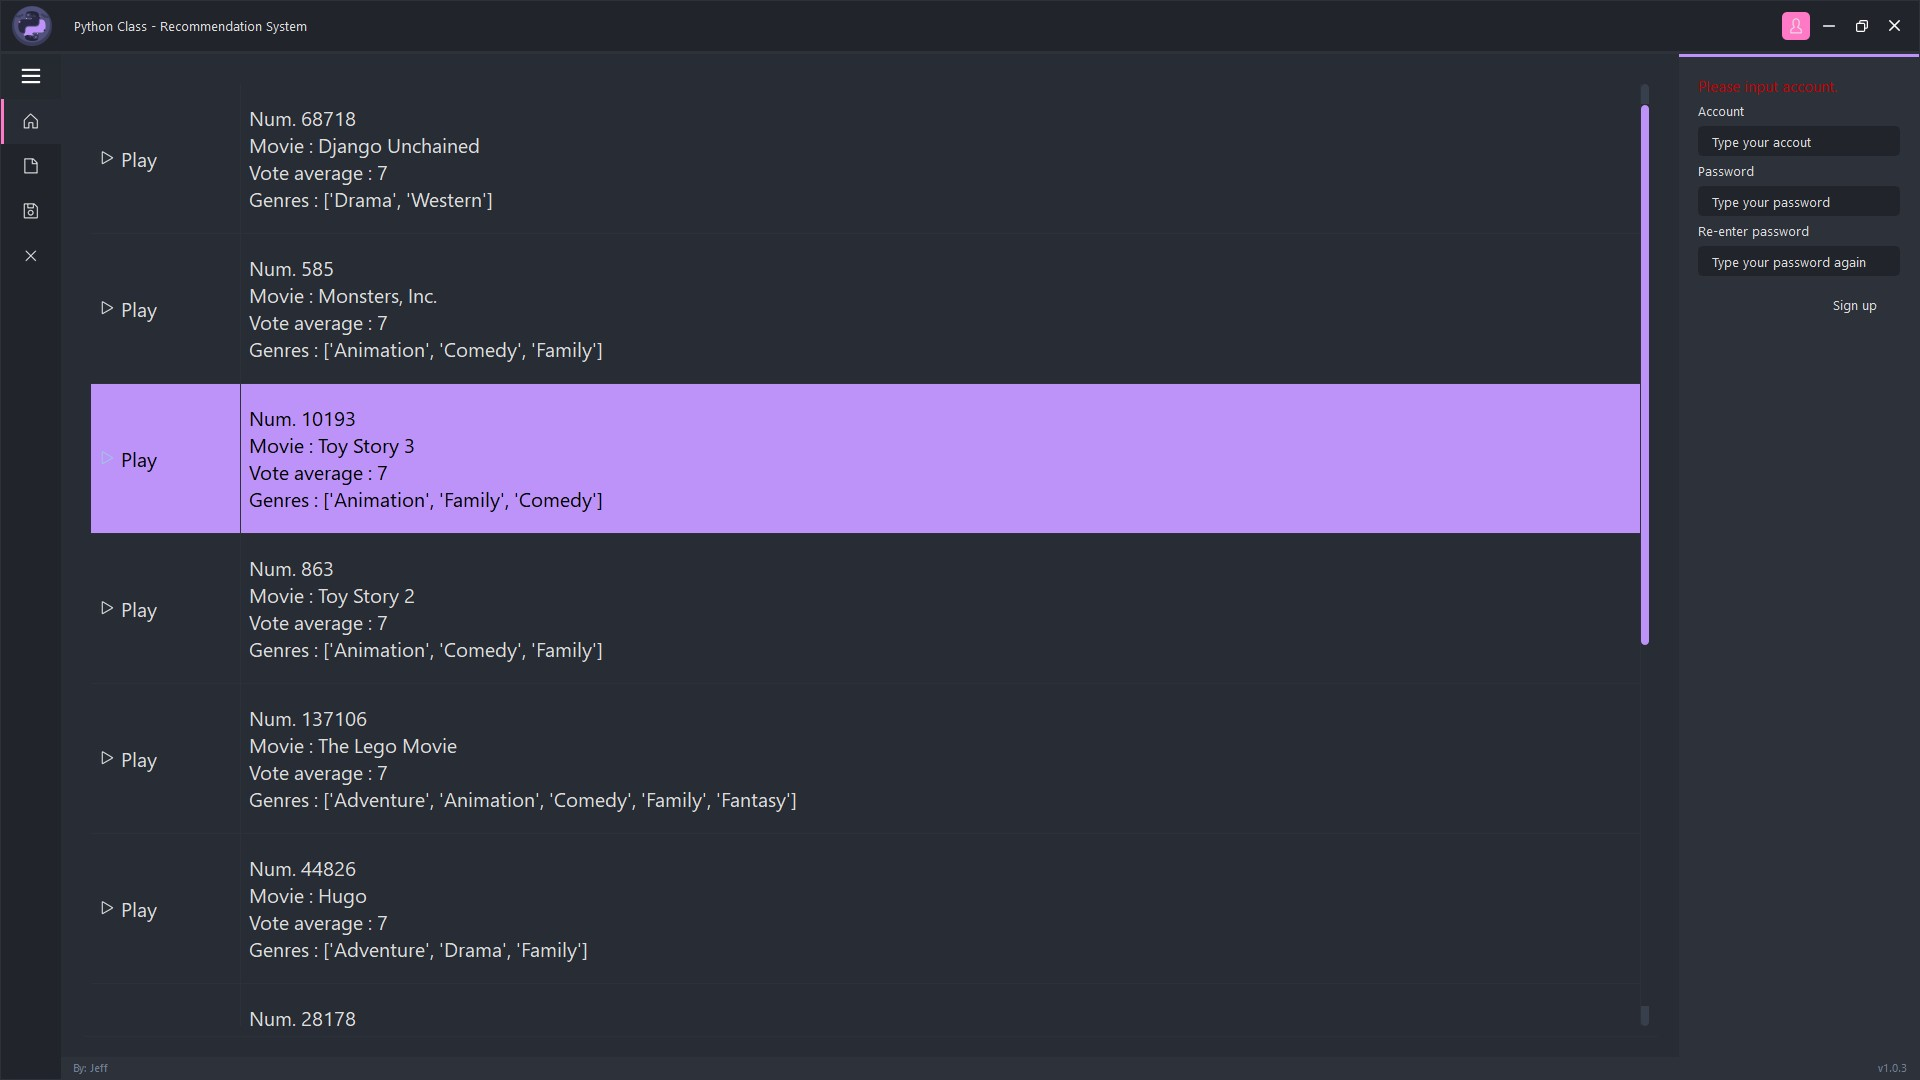 Python Class - Recommendation System
Play
Num. 68718
Movie : Django Unchained
Vote average : 7
Genres : ['Drama', 'Western']
Play
Num. 585
Movie : Monsters, Inc.
Vote average : 7
Genres : ['Animation', 'Comedy', 'Family']
Play
Num. 10193
Movie : Toy Story 3
Vote average : 7
Genres : ['Animation', 'Family', 'Comedy']
Play
Num. 863
Movie : Toy Story 2
Vote average : 7
Genres : ['Animation', 'Comedy', 'Family']
Play
Num. 137106
Movie : The Lego Movie
Vote average : 7
Genres : ['Adventure', 'Animation', 'Comedy', 'Family', 'Fantasy']
Play
Num. 44826
Movie : Hugo
Vote average : 7
Genres : ['Adventure', 'Drama', 'Family']
Num. 28178
Please input account.
Account
Type your accout
Password
Type your password
Re-enter password
Type your password again
Sign up
By: Jeff
v1.0.3